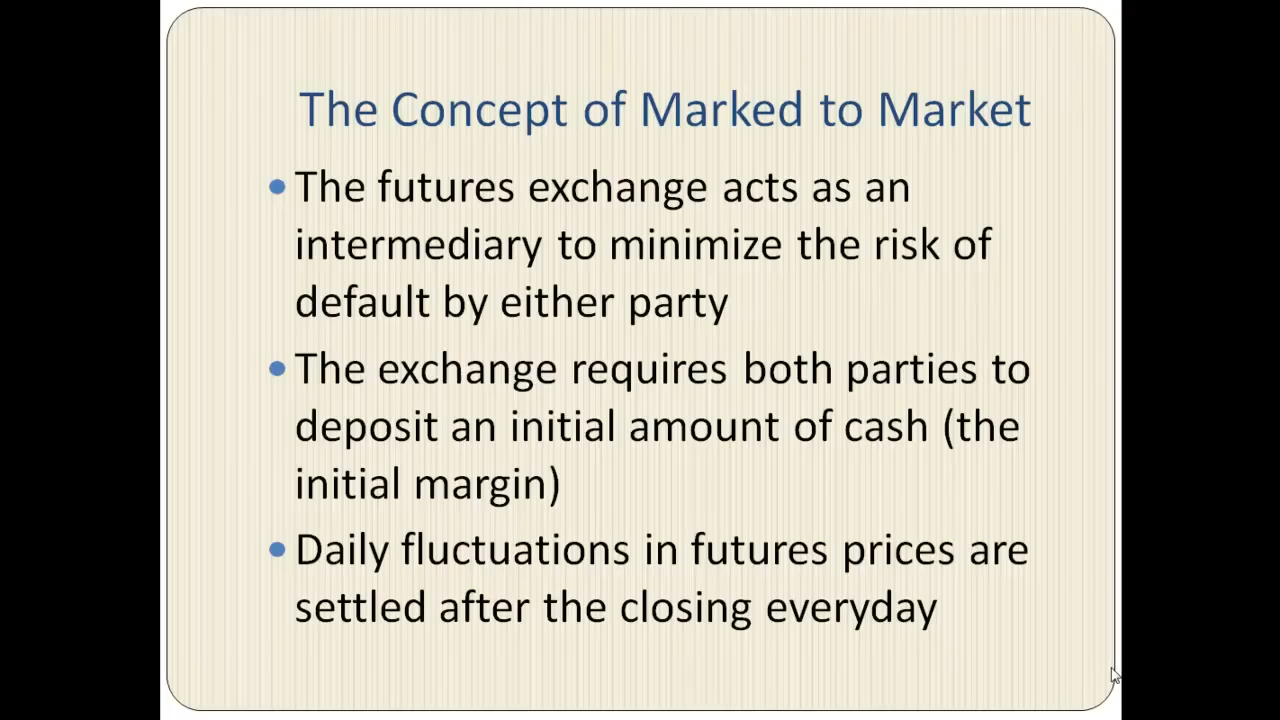 The Concept of Marked to Market
• The futures exchange acts as an
intermediary to minimize the risk of
default by either party
• The exchange requires both parties to
deposit an initial amount of cash (the
initial margin)
• Daily fluctuations in futures prices are
settled after the closing everyday